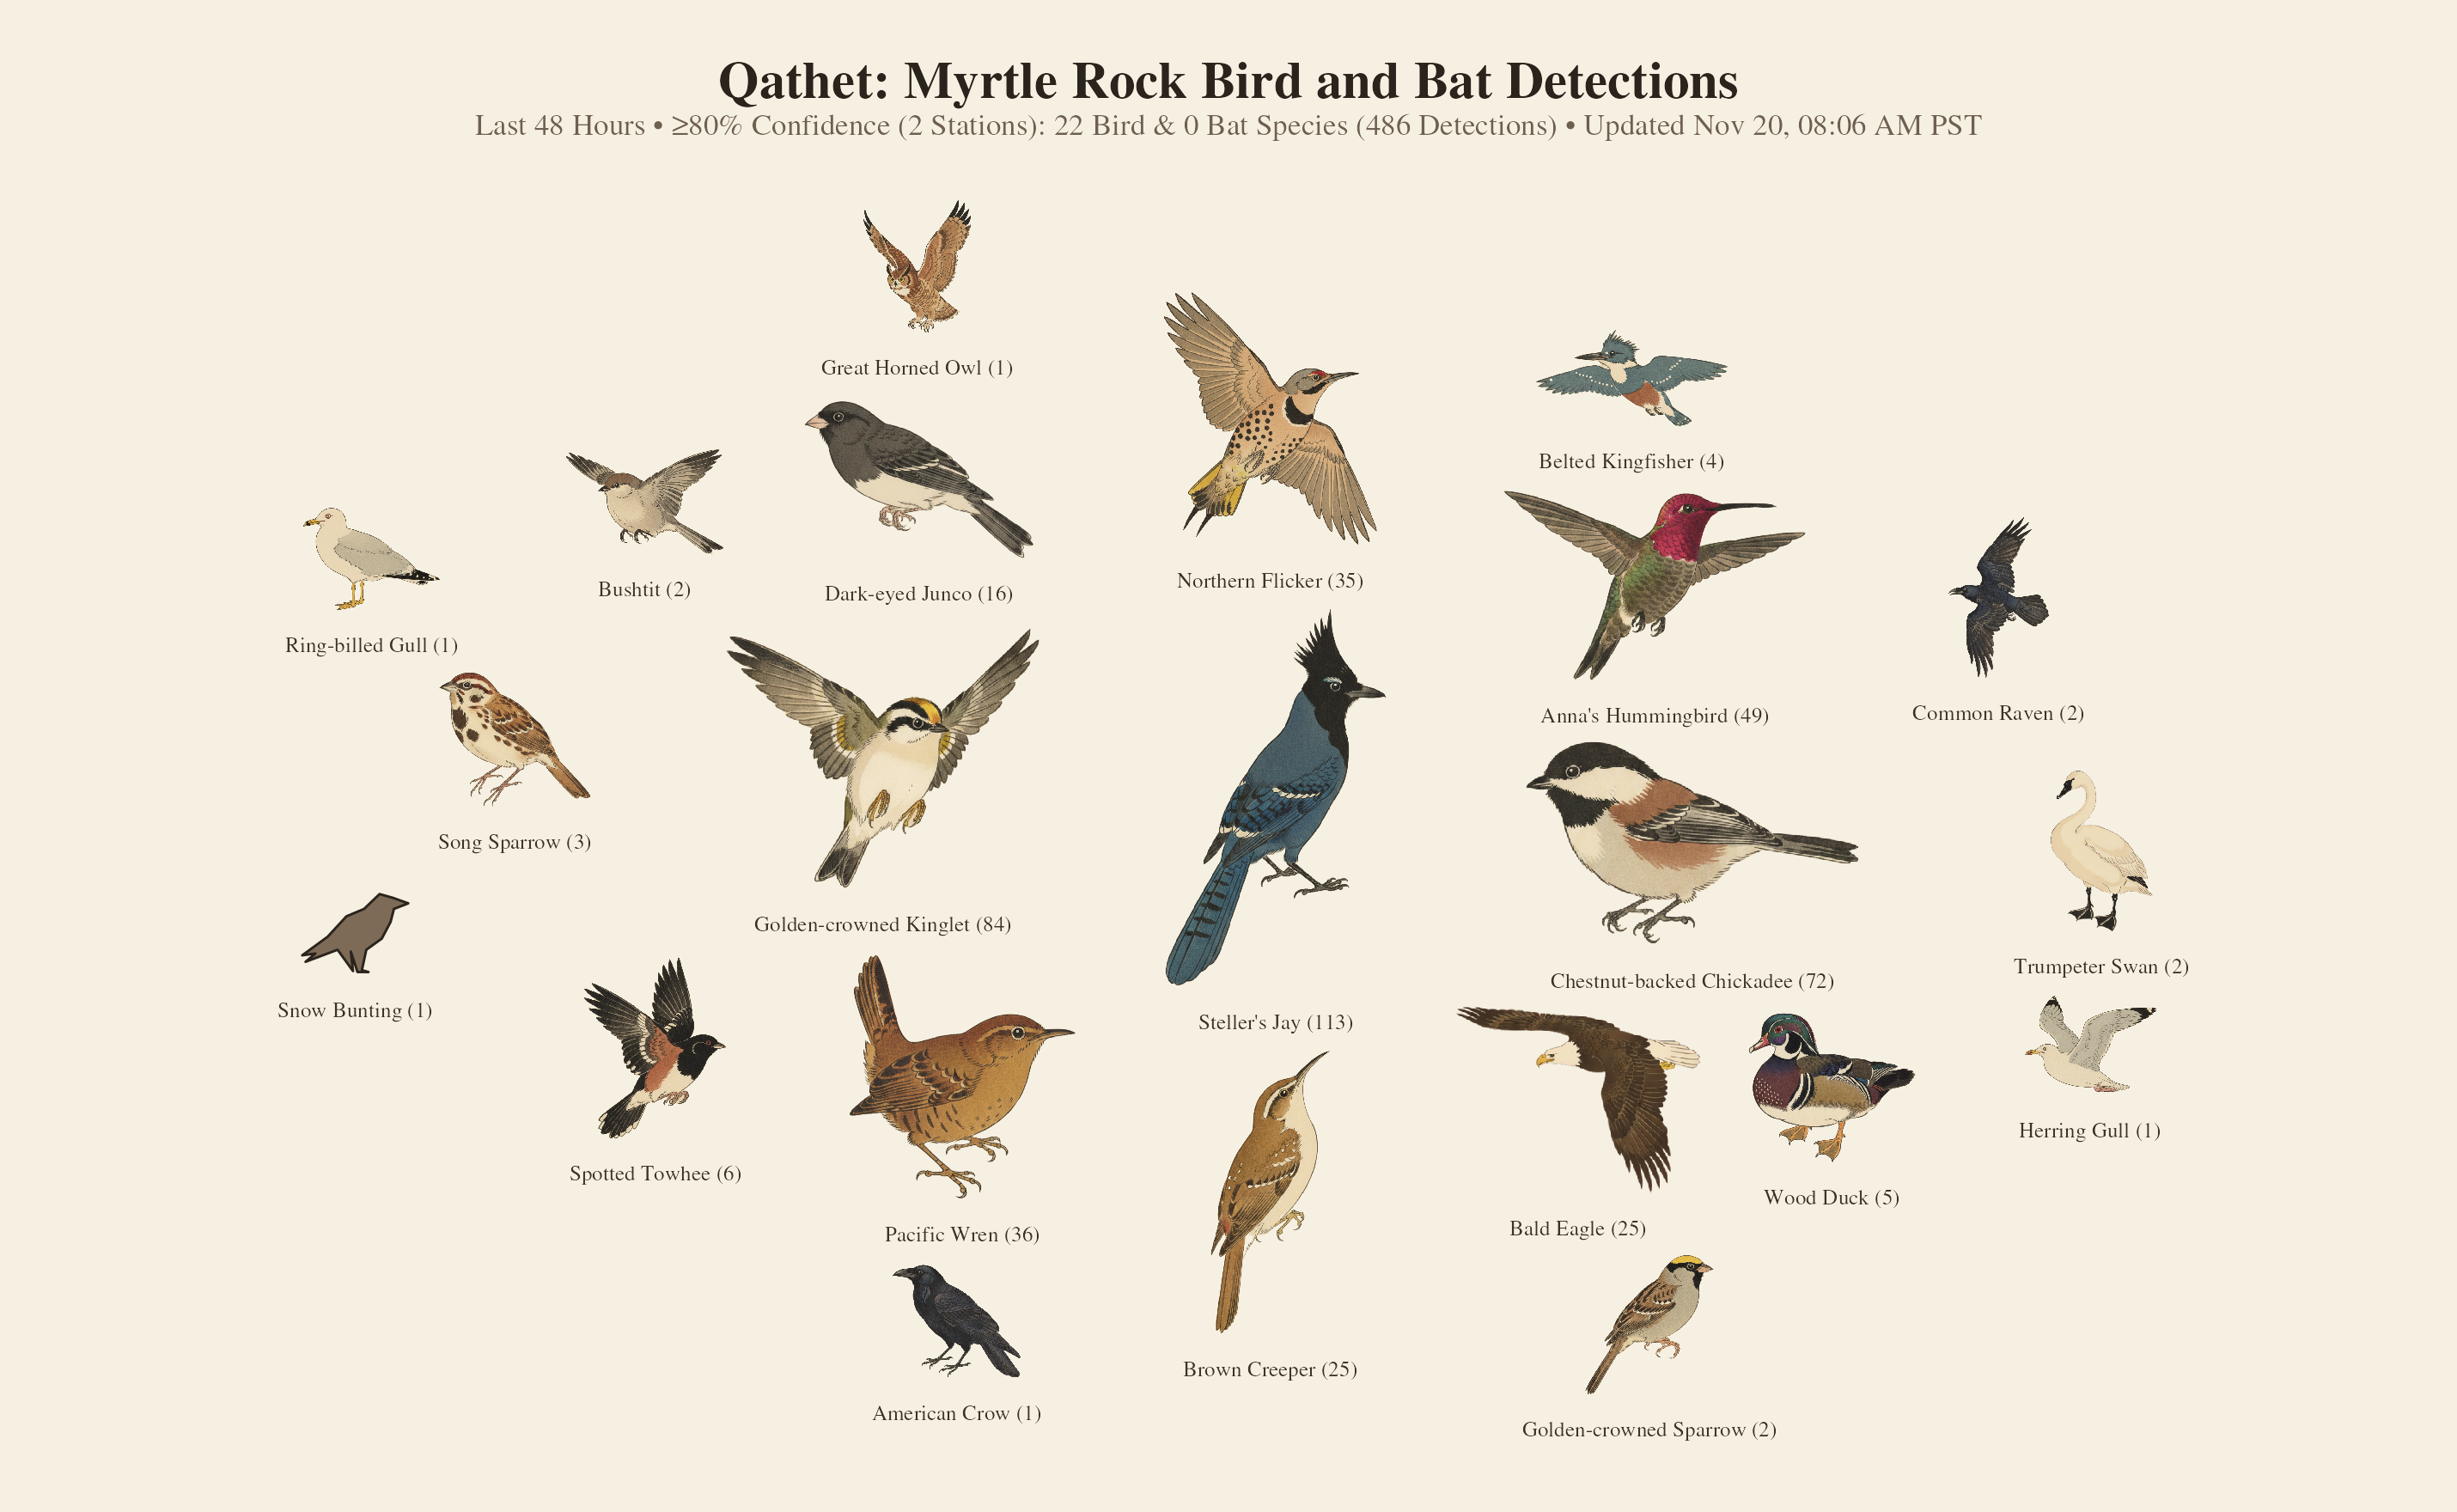 Qathet: Myrtle Rock Bird and Bat Detections
Last 48 Hours • ≥80% Confidence (2 Stations): 22 Bird & 0 Bat Species (486 Detections) • Updated Nov 20, 08:06 AM PST
Great Horned Owl (1)
Belted Kingfisher (4)
Northern Flicker (35)
Bushtit (2)
Dark-eyed Junco (16)
Ring-billed Gull (1)
Common Raven (2)
Anna's Hummingbird (49)
Song Sparrow (3)
Golden-crowned Kinglet (84)
Trumpeter Swan (2)
Chestnut-backed Chickadee (72)
Snow Bunting (1)
Steller's Jay (113)
Herring Gull (1)
Spotted Towhee (6)
Wood Duck (5)
Bald Eagle (25)
Pacific Wren (36)
Brown Creeper (25)
American Crow (1)
Golden-crowned Sparrow (2)